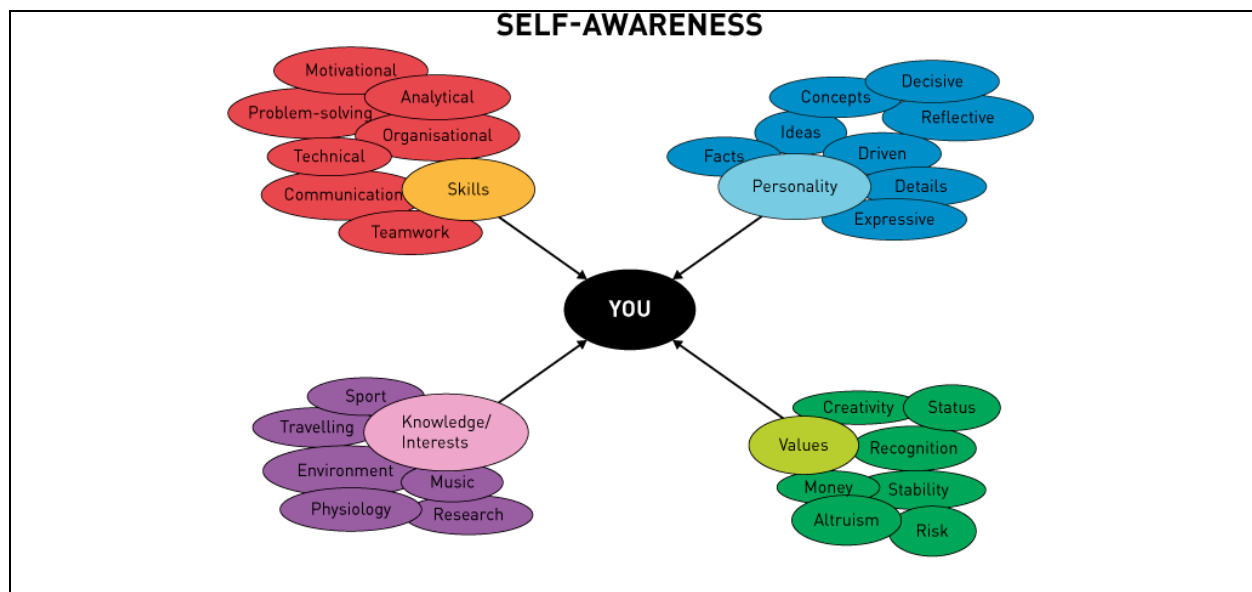 SELF-AWARENESS
Motivational
Analytical
Problem-solving
Organisational
Technical
Communication
Skills
Teamwork
Decisive
Concepts
Reflective
Ideas
Facts
Driven
Personality
Details
Expressive
YOU
Sport
Travelling
Knowledge/
Interests
Environment
Music
Physiology
Research
Creativity
Status
Values
Recognition
Money
Stability
Altruism
Risk